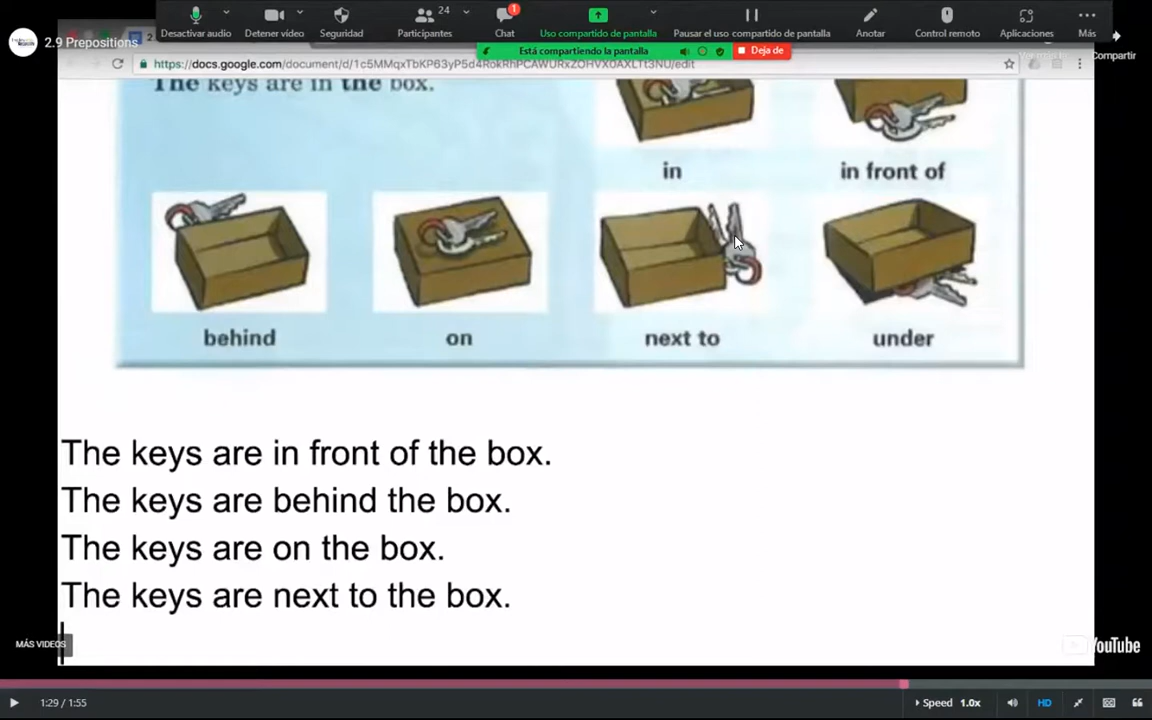 24
1
Desactivar audio
Detener vídeo
Seguridad
Participantes
Chat
Uso compartido de pantalla
Pausar el uso compartido de pantalla
Anotar
Control remoto
Aplicaciones
Más
2.9 Prepositions
Está compartiendo la pantalla
Deja de
Compartir
The keys are in the box.
in
in front of
behind
on
next to
under
The keys are in front of the box.
The keys are behind the box.
The keys are on the box.
The keys are next to the box.
MÁS VIDEOS
YouTube
1:29 / 1:55
Speed 1.0x
HD